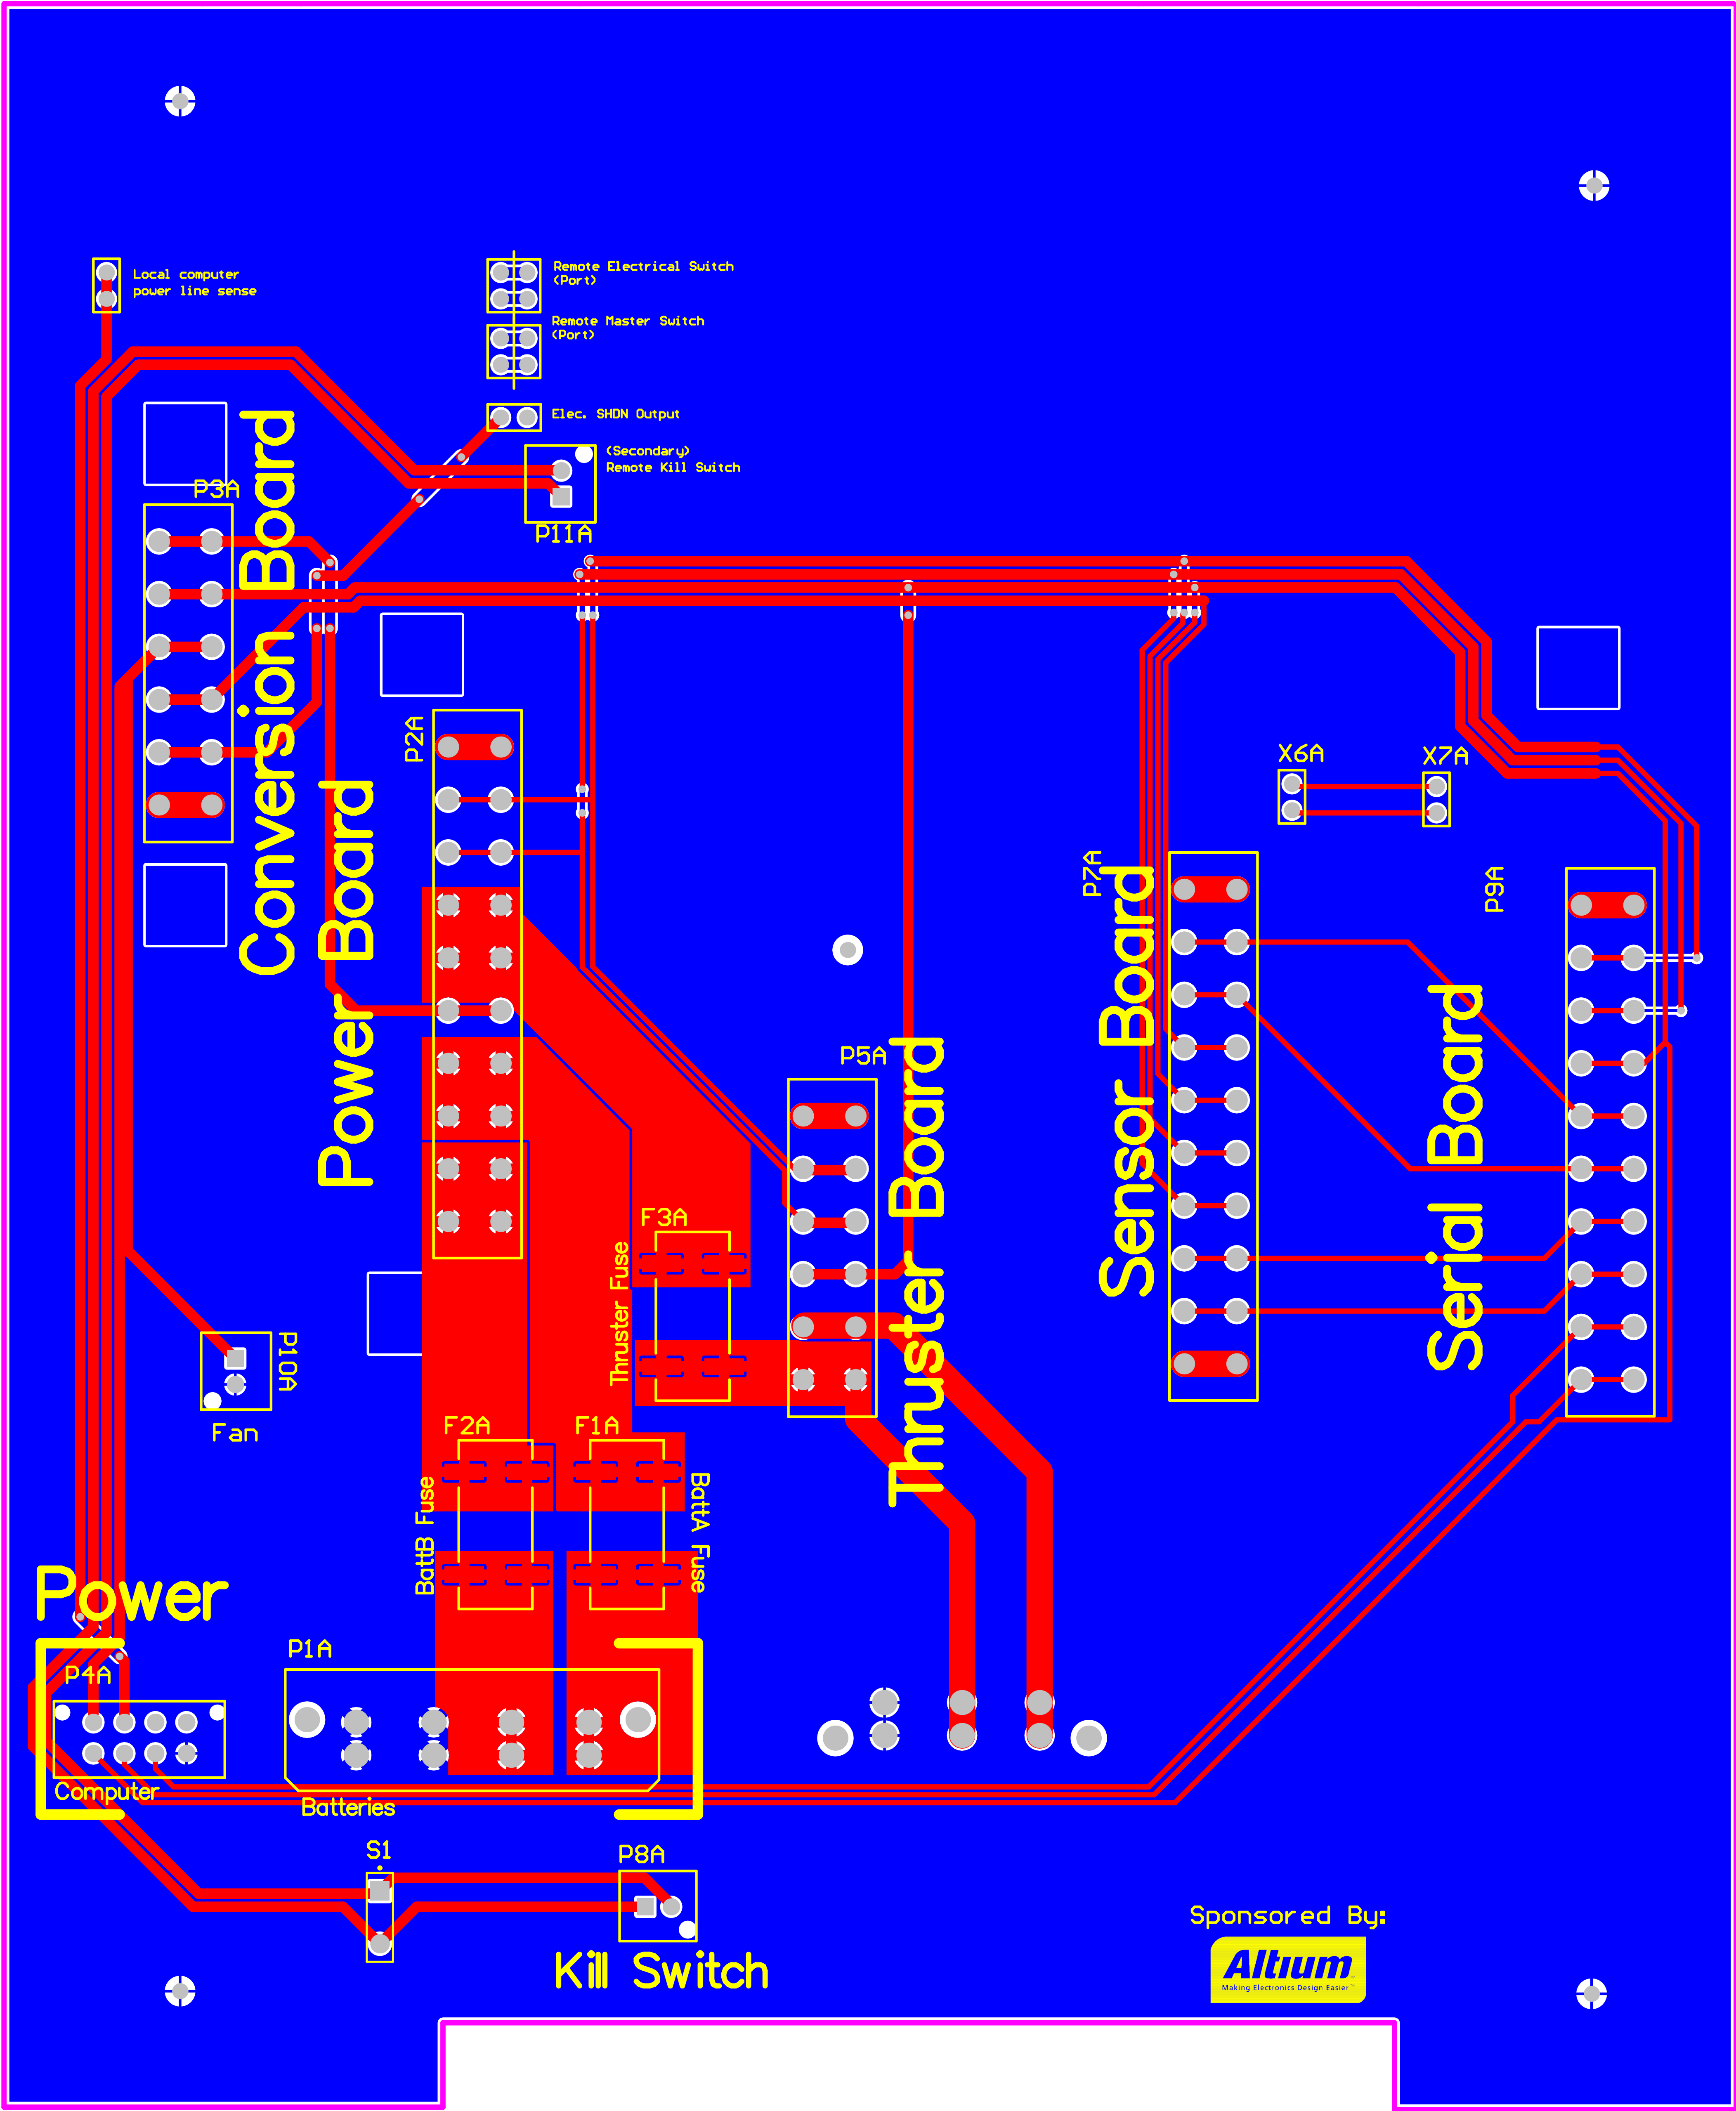 Local computer
power line sense
Remote Electrical Switch
(Port)
Remote Master Switch
(Port)
Elec. SHDN Output
(Secondary)
Remote Kill Switch
P11A
P3A
Conversion Board
P2A
Power Board
X6A
X7A
P7A
Sensor Board
P9A
Serial Board
P5A
Thruster Board
F3A
Thruster Fuse
P10A
Fan
F2A
BattB Fuse
F1A
BattA Fuse
Power
P4A
Computer
P1A
Batteries
S1
P8A
Kill Switch
Sponsored By:
Altium
Making Electronics Design Easier